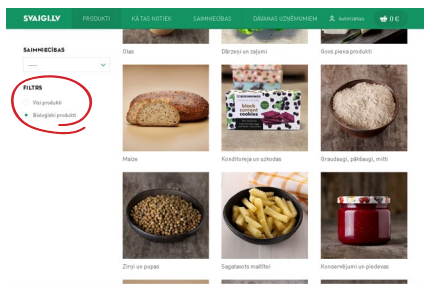 SVAIGI.LV PRODUKTI KĀ TAS NOTIEK SAIMNIECĪBAS DĀVANAS UZŅĒMUMIEM Autorizēties 0 €
SAIMNIECĪBAS
-----
FILTRS
Visi produkti
Bioloģiski produkti
Olas Dārzeņi un zaļumi Govs piena produkti
black
currant
cookies
Maize Konditoreja un uzkodas Graudaugi, pākšaugi, milti
Zirņi un pupas Sagatavots maltītei Konservējumi un piedevas